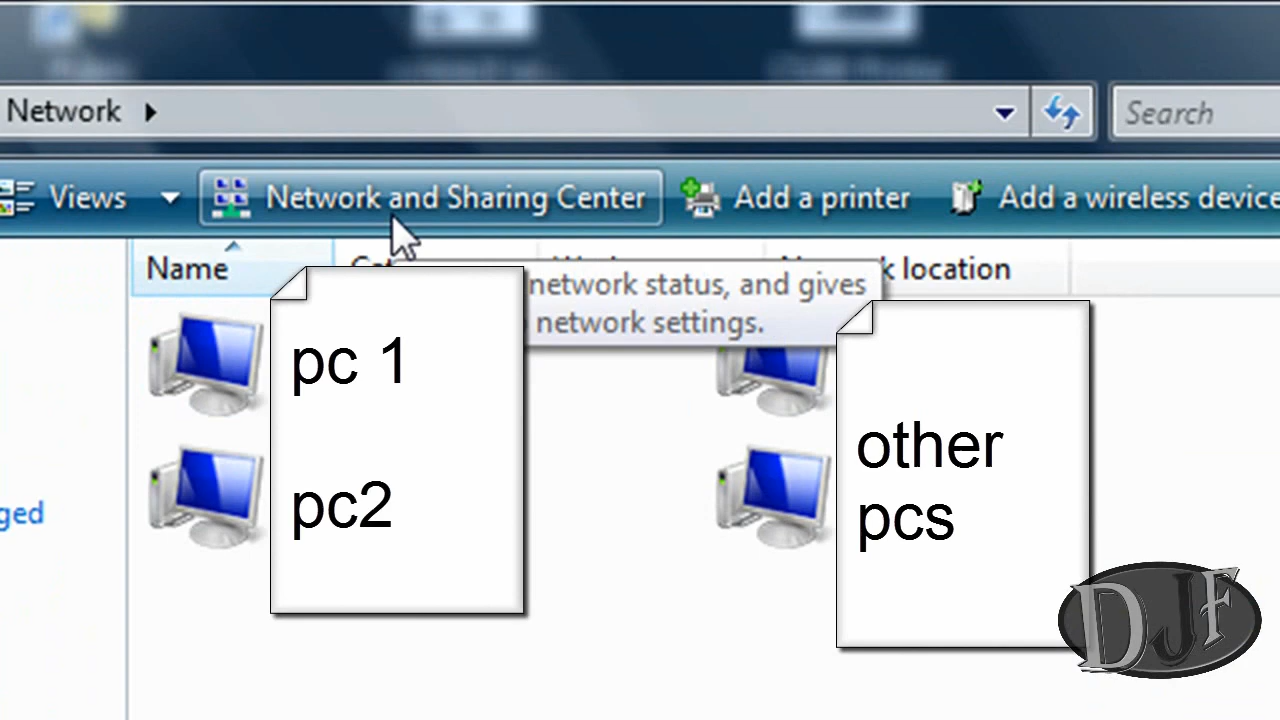 Network
Search
Views
Network and Sharing Center
Add a printer
Add a wireless device
Name
location
network status, and gives
network settings.
pc 1
pc2
other
pcs
ged
DJF